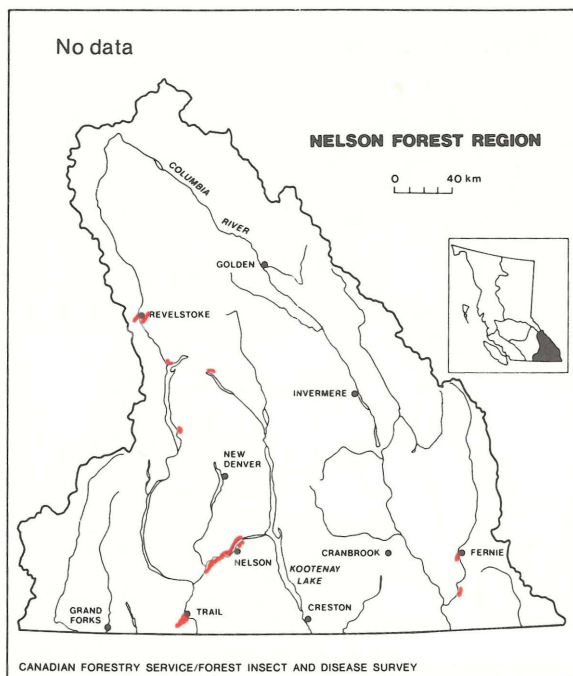 No data
NELSON FOREST REGION
0 40 km
COLUMBIA
RIVER
GOLDEN
REVELSTOKE
INVERMERE
NEW
DENVER
NELSON
CRANBROOK
FERNIE
KOOTENAY
LAKE
GRAND
FORKS
TRAIL
CRESTON
CANADIAN FORESTRY SERVICE/FOREST INSECT AND DISEASE SURVEY